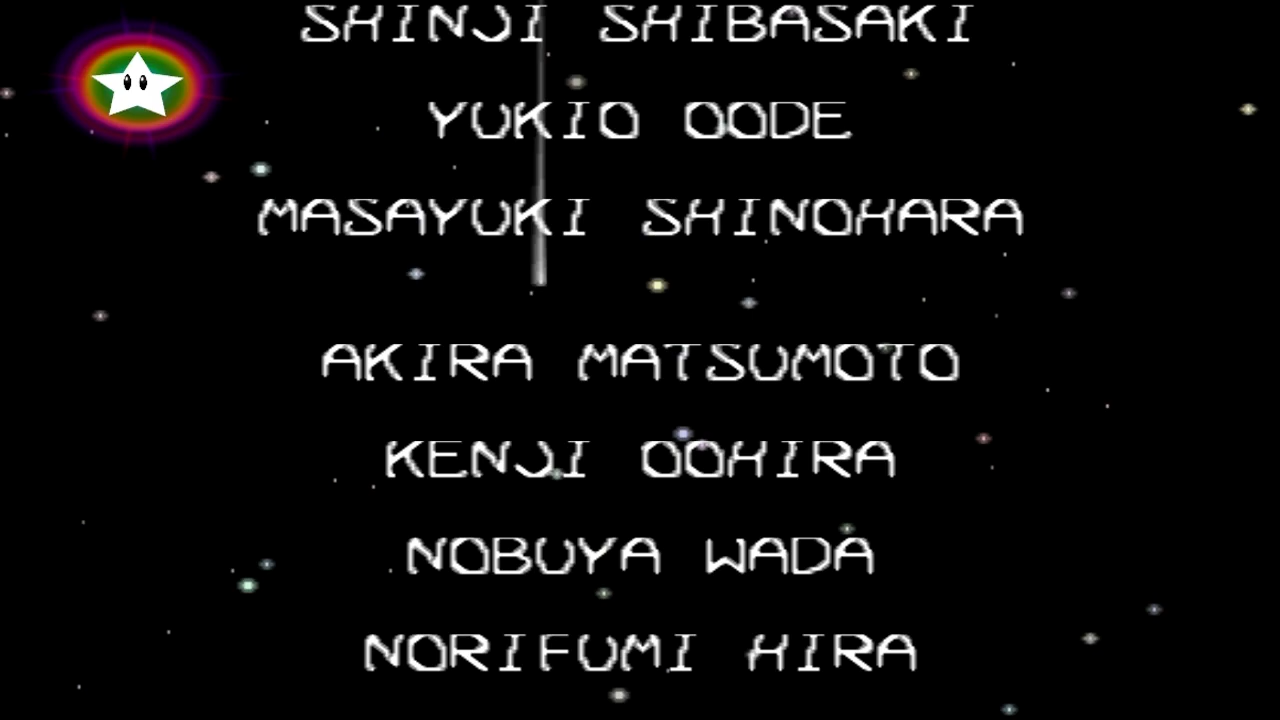 SHINJI SHIBASAKI
YUKIO OODE
MASAYUKI SHINOHARA
AKIRA MATSUMOTO
KENJI OOHIRA
NOBUYA WADA
NORIFUMI HIRA